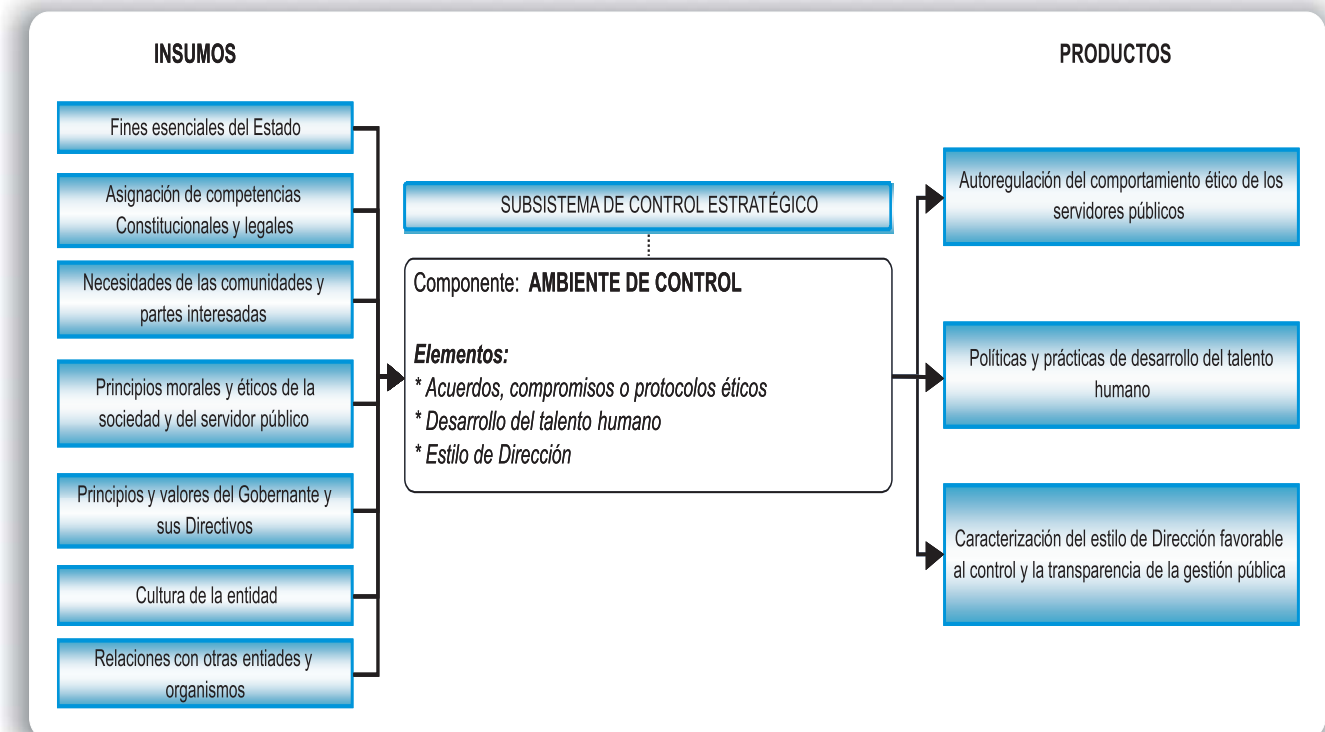 INSUMOS
Fines esenciales del Estado
Asignación de competencias
Constitucionales y legales
Necesidades de las comunidades y
partes interesadas
Principios morales y éticos de la
sociedad y del servidor público
Principios y valores del Gobernante y
sus Directivos
Cultura de la entidad
Relaciones con otras entiades y
organismos
SUBSISTEMA DE CONTROL ESTRATÉGICO
Componente: AMBIENTE DE CONTROL
Elementos:
* Acuerdos, compromisos o protocolos éticos
* Desarrollo del talento humano
* Estilo de Dirección
PRODUCTOS
Autoregulación del comportamiento ético de los
servidores públicos
Políticas y prácticas de desarrollo del talento
humano
Caracterización del estilo de Dirección favorable
al control y la transparencia de la gestión pública